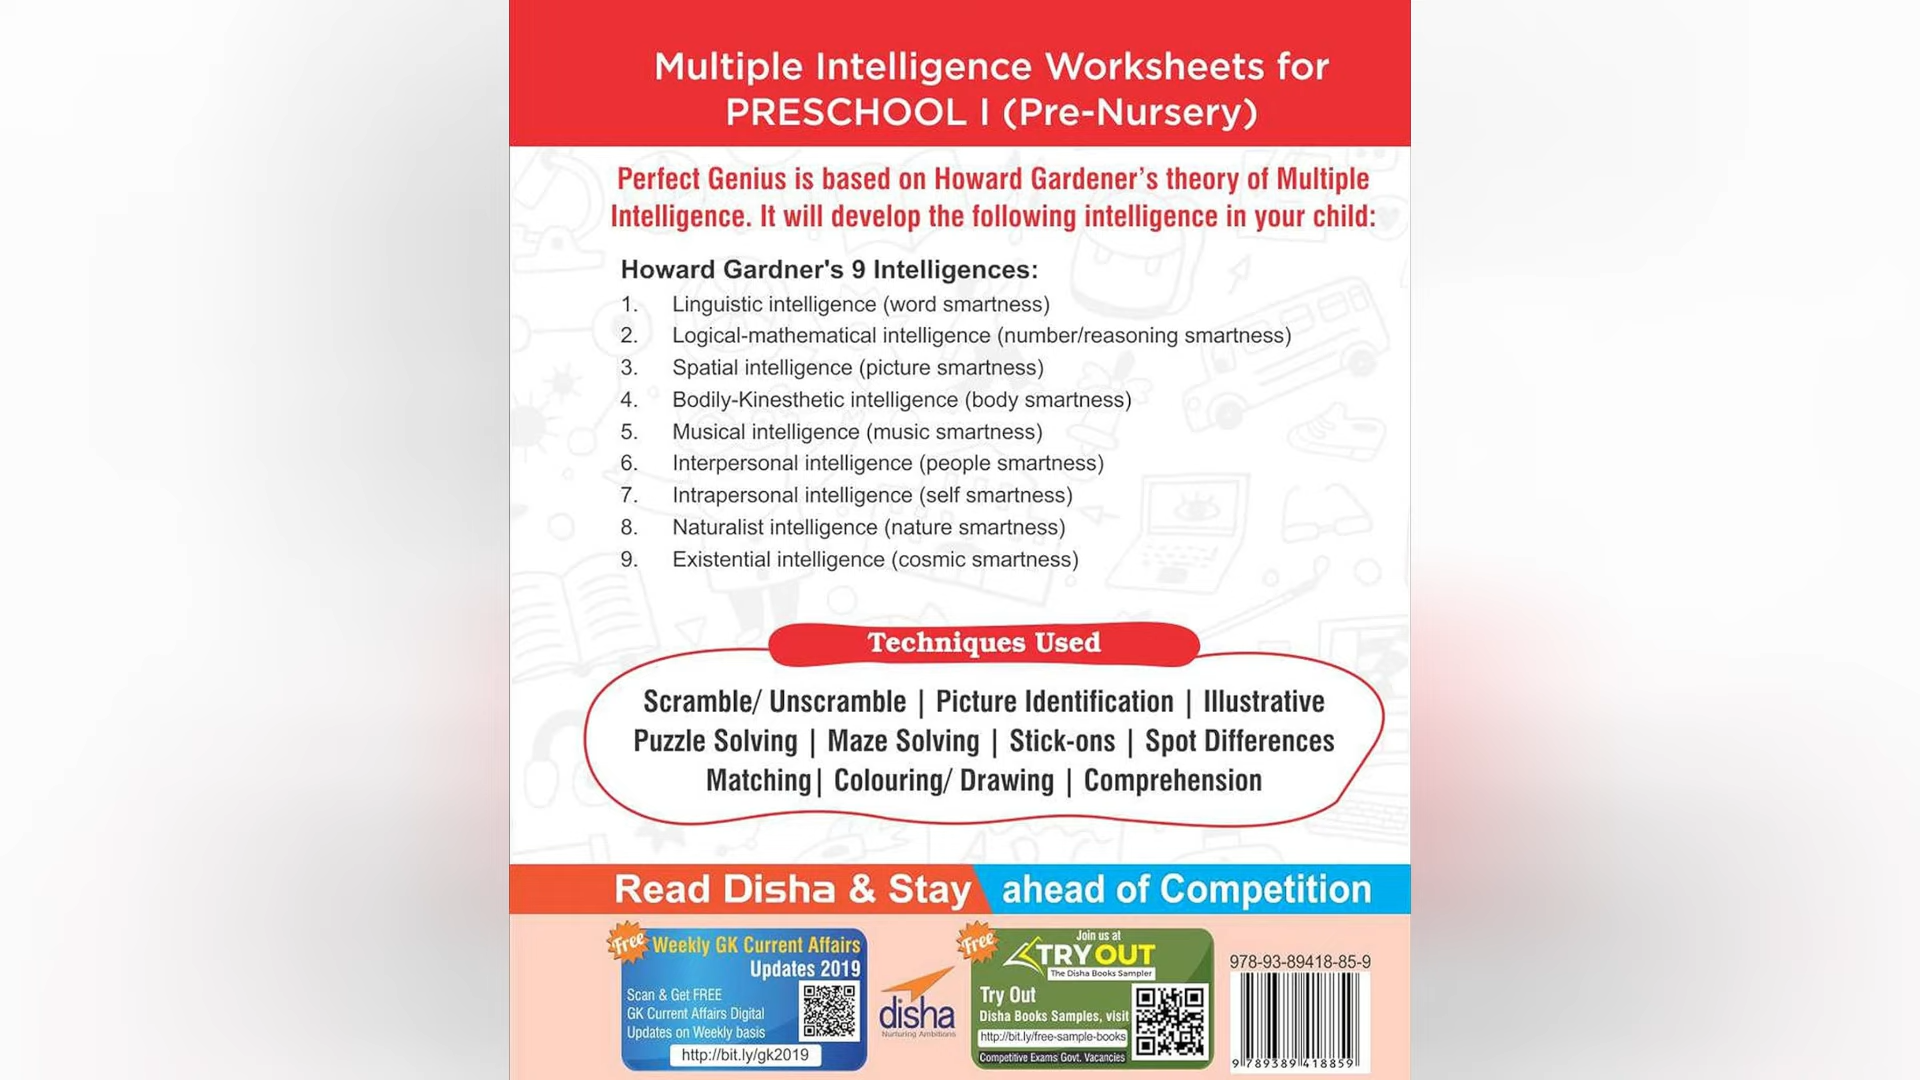 Multiple Intelligence Worksheets for
PRESCHOOL I (Pre-Nursery)
Perfect Genius is based on Howard Gardener's theory of Multiple
Intelligence. It will develop the following intelligence in your child:
Howard Gardner's 9 Intelligences:
1. Linguistic intelligence (word smartness)
2. Logical-mathematical intelligence (number/reasoning smartness)
3. Spatial intelligence (picture smartness)
4. Bodily-Kinesthetic intelligence (body smartness)
5. Musical intelligence (music smartness)
6. Interpersonal intelligence (people smartness)
7. Intrapersonal intelligence (self smartness)
8. Naturalist intelligence (nature smartness)
9. Existential intelligence (cosmic smartness)
Techniques Used
Scramble/ Unscramble | Picture Identification | Illustrative
Puzzle Solving | Maze Solving | Stick-ons | Spot Differences
Matching| Colouring/ Drawing | Comprehension
Read Disha & Stay ahead of Competition
Free
Weekly GK Current Affairs
Updates 2019
Scan & Get FREE
GK Current Affairs Digital
Updates on Weekly basis
http://bit.ly/gk2019
disha
Nurturing Ambitions
Free
Join us at
TRY OUT
The Disha Books Sampler
Try Out
Disha Books Samples, visit
http://bit.ly/free-sample-books
Competitive Exams Govt. Vacancies
978-93-89418-85-9
9 789389 418859